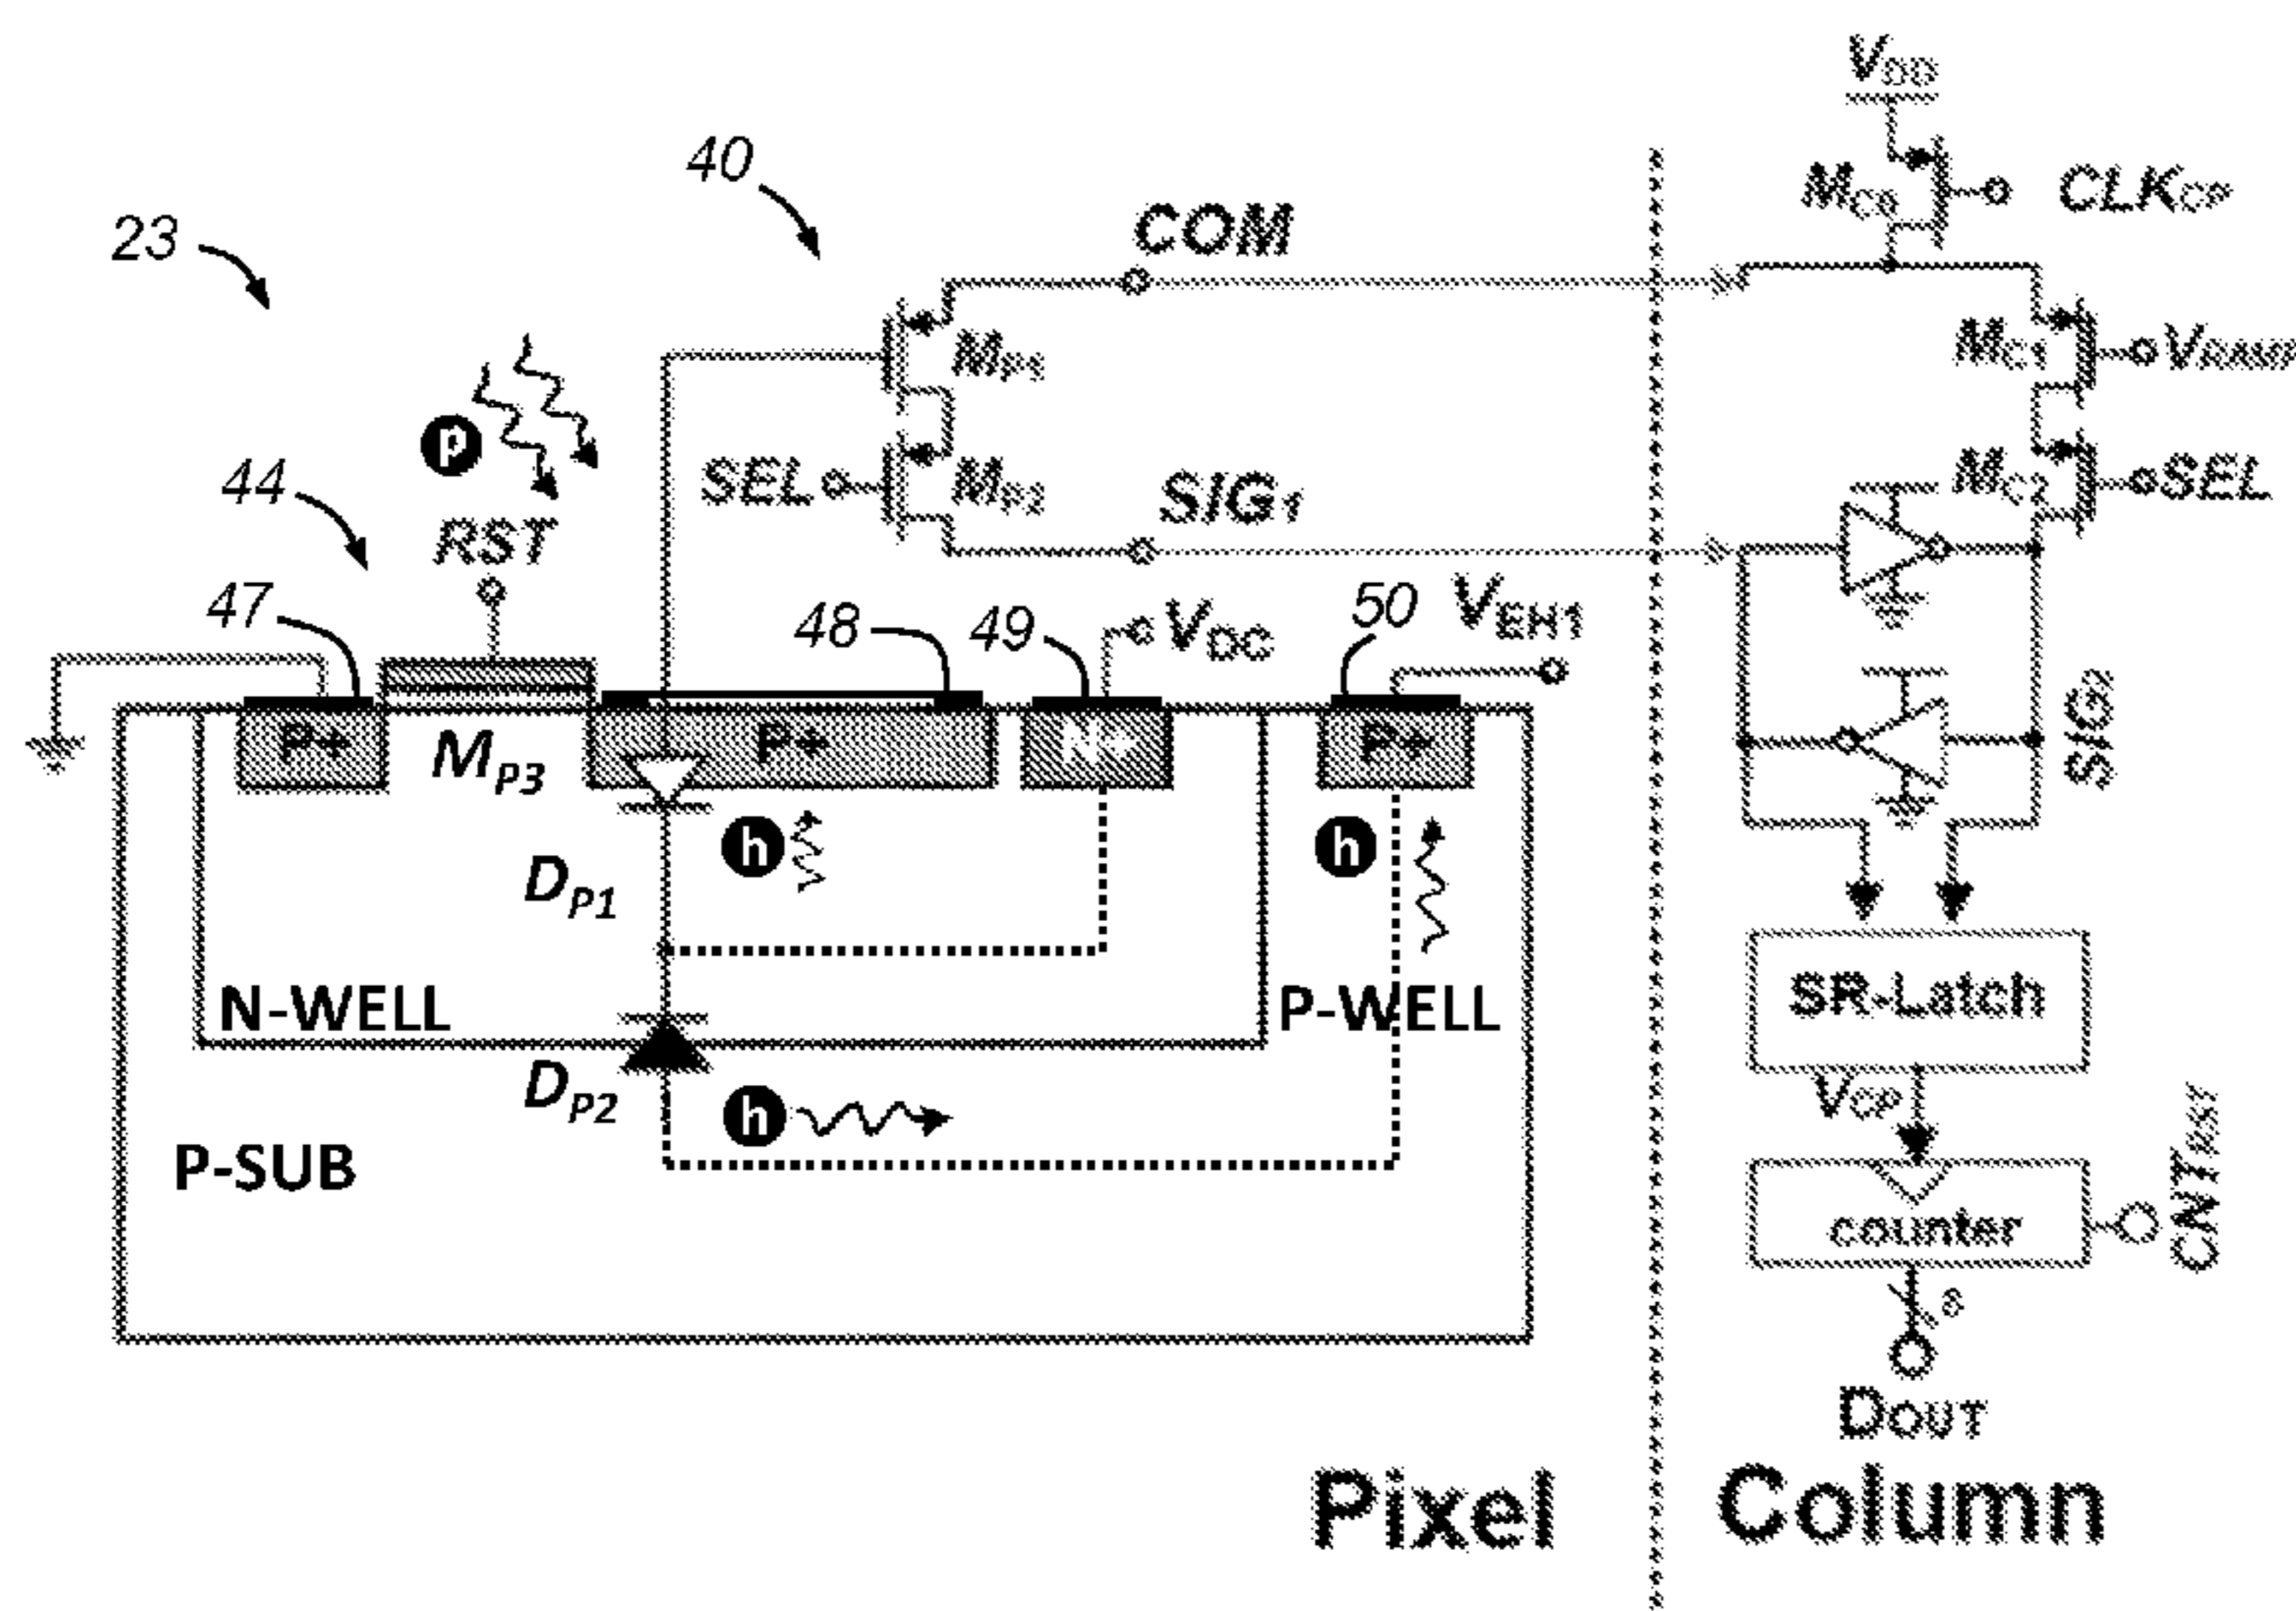 VDD
40
MC0
CLKCP
23
COM
MP1
MC1
VRAMP
p
44
SEL
MP2
SIG1
MC2
SEL
RST
47
48
49
VDC
50
VEH1
P+
MP3
P+
N+
P+
SIG2
h
h
DP1
N-WELL
P-WELL
SR-Latch
DP2
h
VCP
P-SUB
CNTRST
counter
DOUT
Pixel
Column